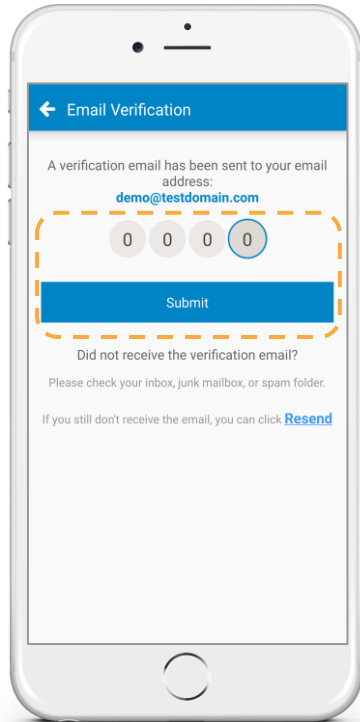 Email Verification
A verification email has been sent to your email
address:
demo@testdomain.com
0 0 0 0
Submit
Did not receive the verification email?
Please check your inbox, junk mailbox, or spam folder.
If you still don't receive the email, you can click Resend